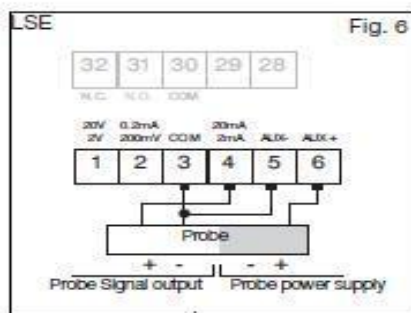 LSE Fig. 6
32 31 30 29 28
N.C. N.O. COM
20V 0.2mA 20mA
2V 200mV COM 2mA AUX- AUX+
1 2 3 4 5 6
Probe
+ - - +
Probe Signal output Probe power supply